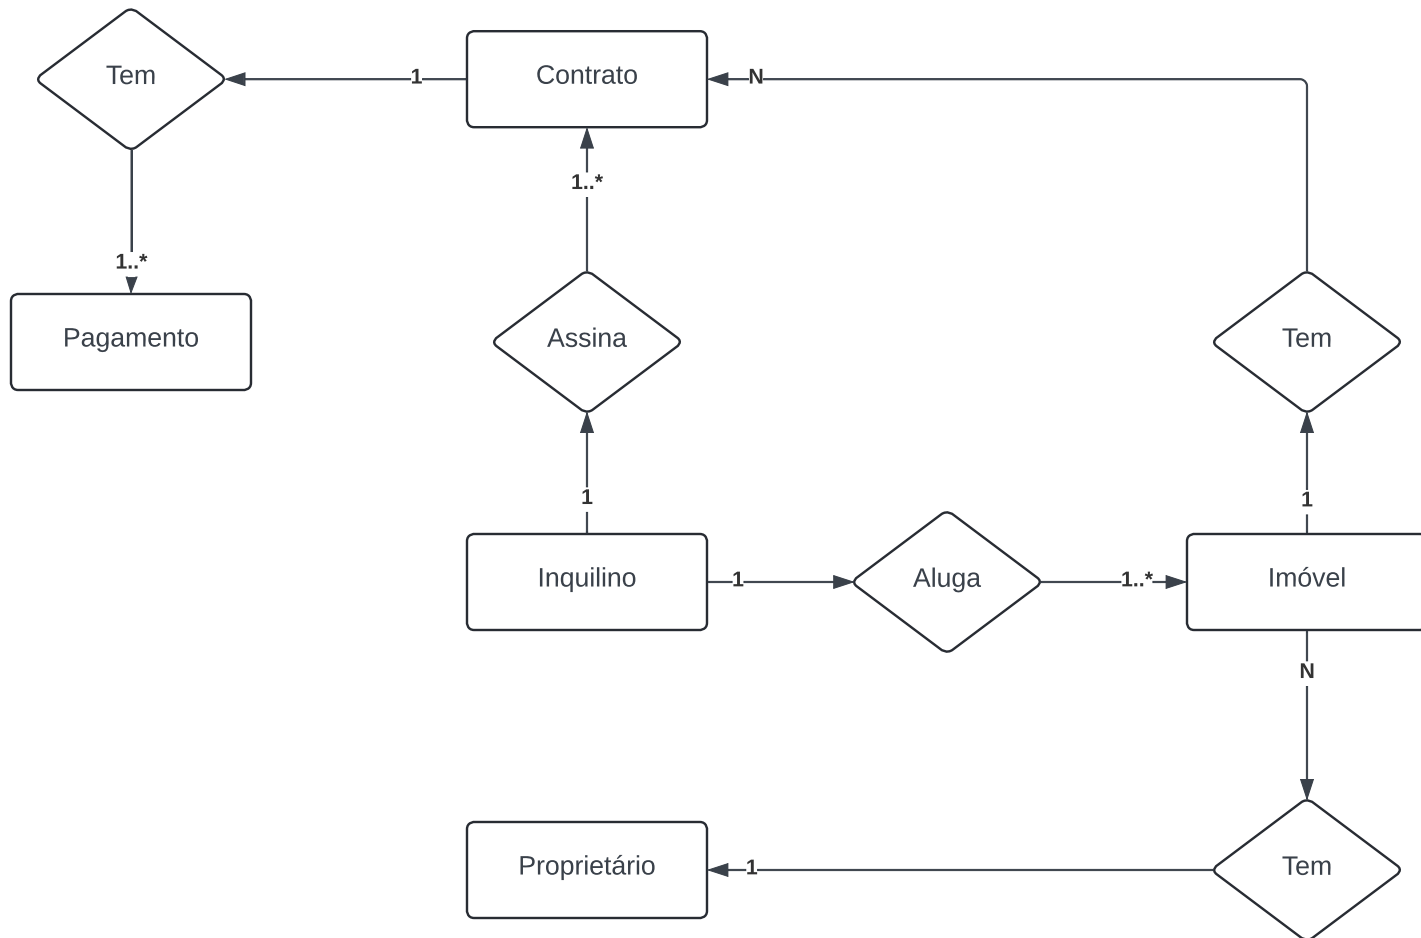 Tem
1
Contrato
N
1..*
1..*
Pagamento
Assina
Tem
1
1
Inquilino
1
Aluga
1..*
Imóvel
N
Proprietário
1
Tem